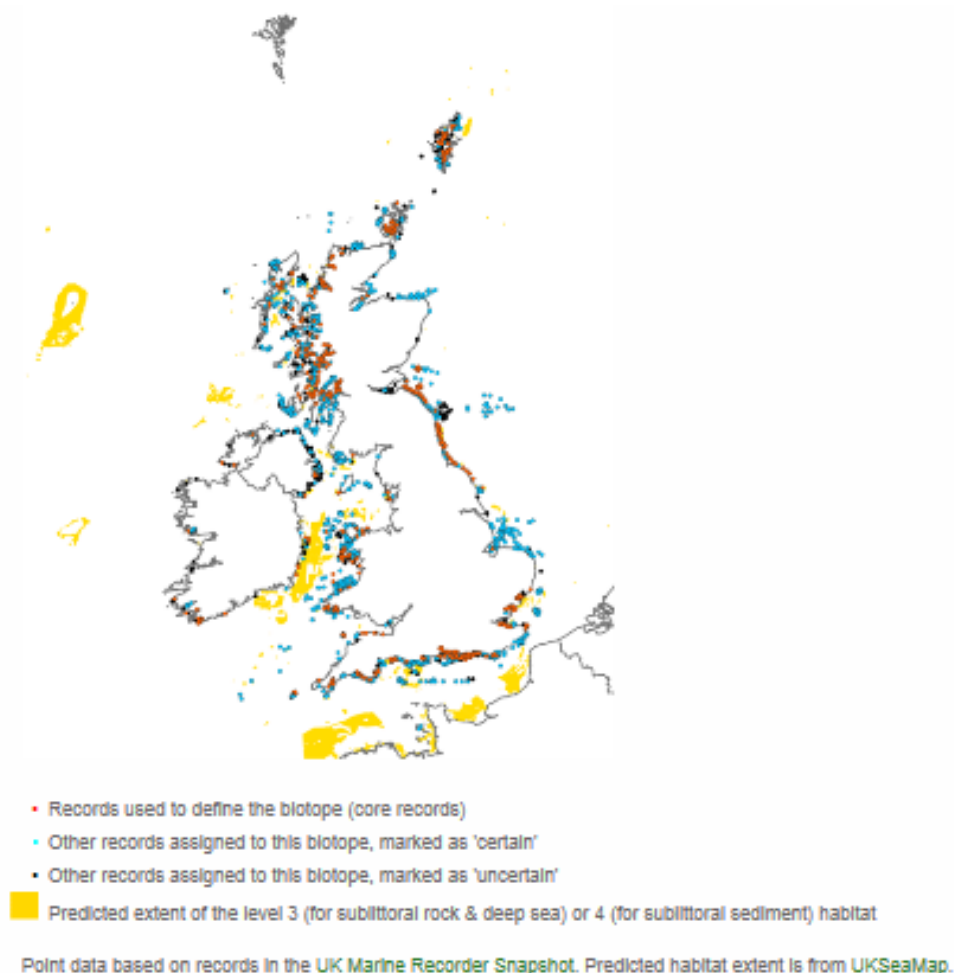 Records used to define the biotope (core records)
Other records assigned to this biotope, marked as 'certain'
Other records assigned to this biotope, marked as 'uncertain'
Predicted extent of the level 3 (for sublittoral rock & deep sea) or 4 (for sublittoral sediment) habitat
Point data based on records in the UK Marine Recorder Snapshot. Predicted habitat extent is from UKSeaMap.